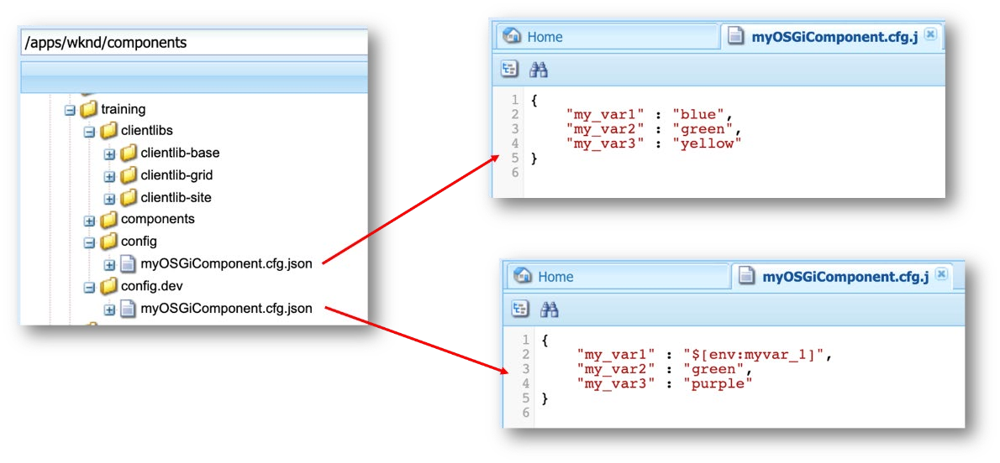 /apps/wknd/components
training
clientlibs
clientlib-base
clientlib-grid
clientlib-site
components
config
myOSGiComponent.cfg.json
config.dev
myOSGiComponent.cfg.json
Home
myOSGiComponent.cfg.j
1 {
2 "my_var1" : "blue",
3 "my_var2" : "green",
4 "my_var3" : "yellow"
5 }
6
Home
myOSGiComponent.cfg.j
1 {
2 "my_var1" : "$[env:myvar_1]",
3 "my_var2" : "green",
4 "my_var3" : "purple"
5 }
6